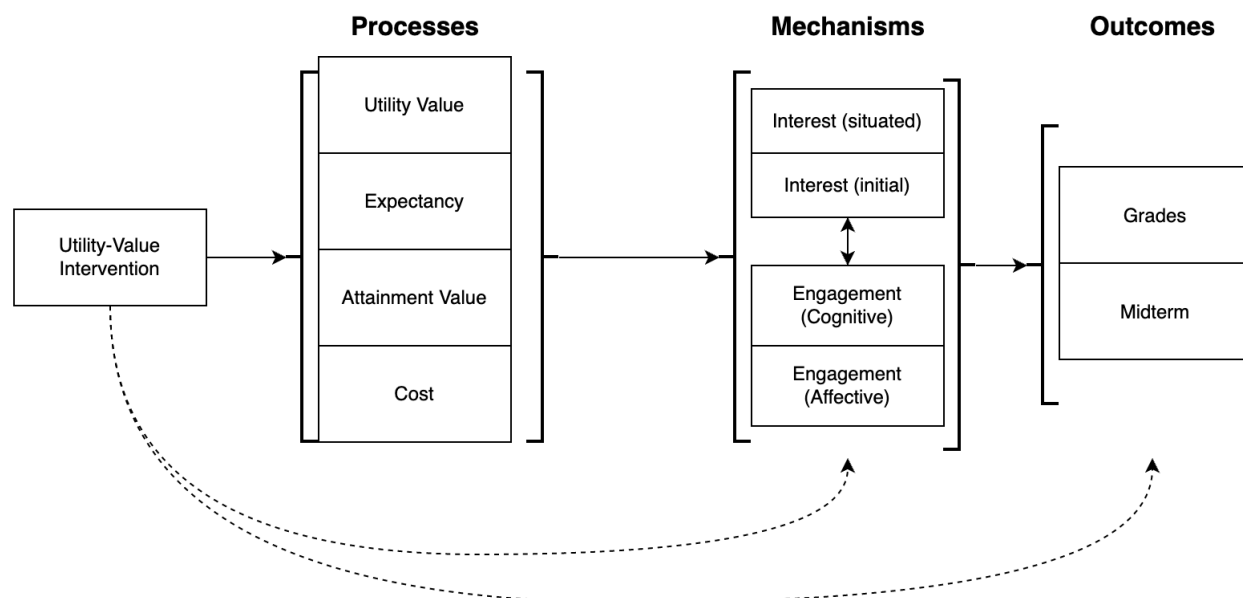 Processes
Mechanisms
Outcomes
Utility-Value
Intervention
Utility Value
Expectancy
Attainment Value
Cost
Interest (situated)
Interest (initial)
Engagement
(Cognitive)
Engagement
(Affective)
Grades
Midterm